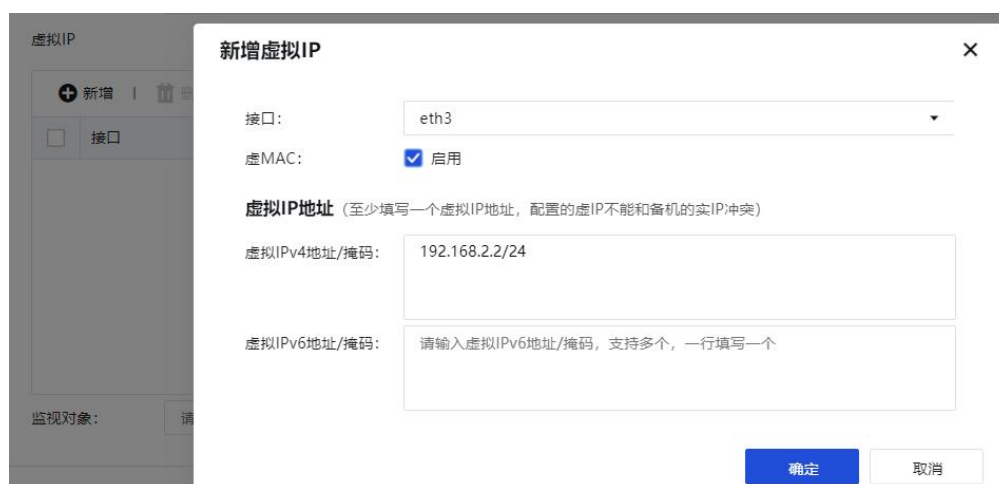 虚拟IP
新增虚拟IP
新增
接口
接口：
eth3
虚MAC：
启用
虚拟IP地址（至少填写一个虚拟IP地址，配置的虚IP不能和备机的实IP冲突）
虚拟IPv4地址/掩码：
192.168.2.2/24
虚拟IPv6地址/掩码：
请输入虚拟IPv6地址/掩码，支持多个，一行填写一个
监视对象：
请
确定
取消